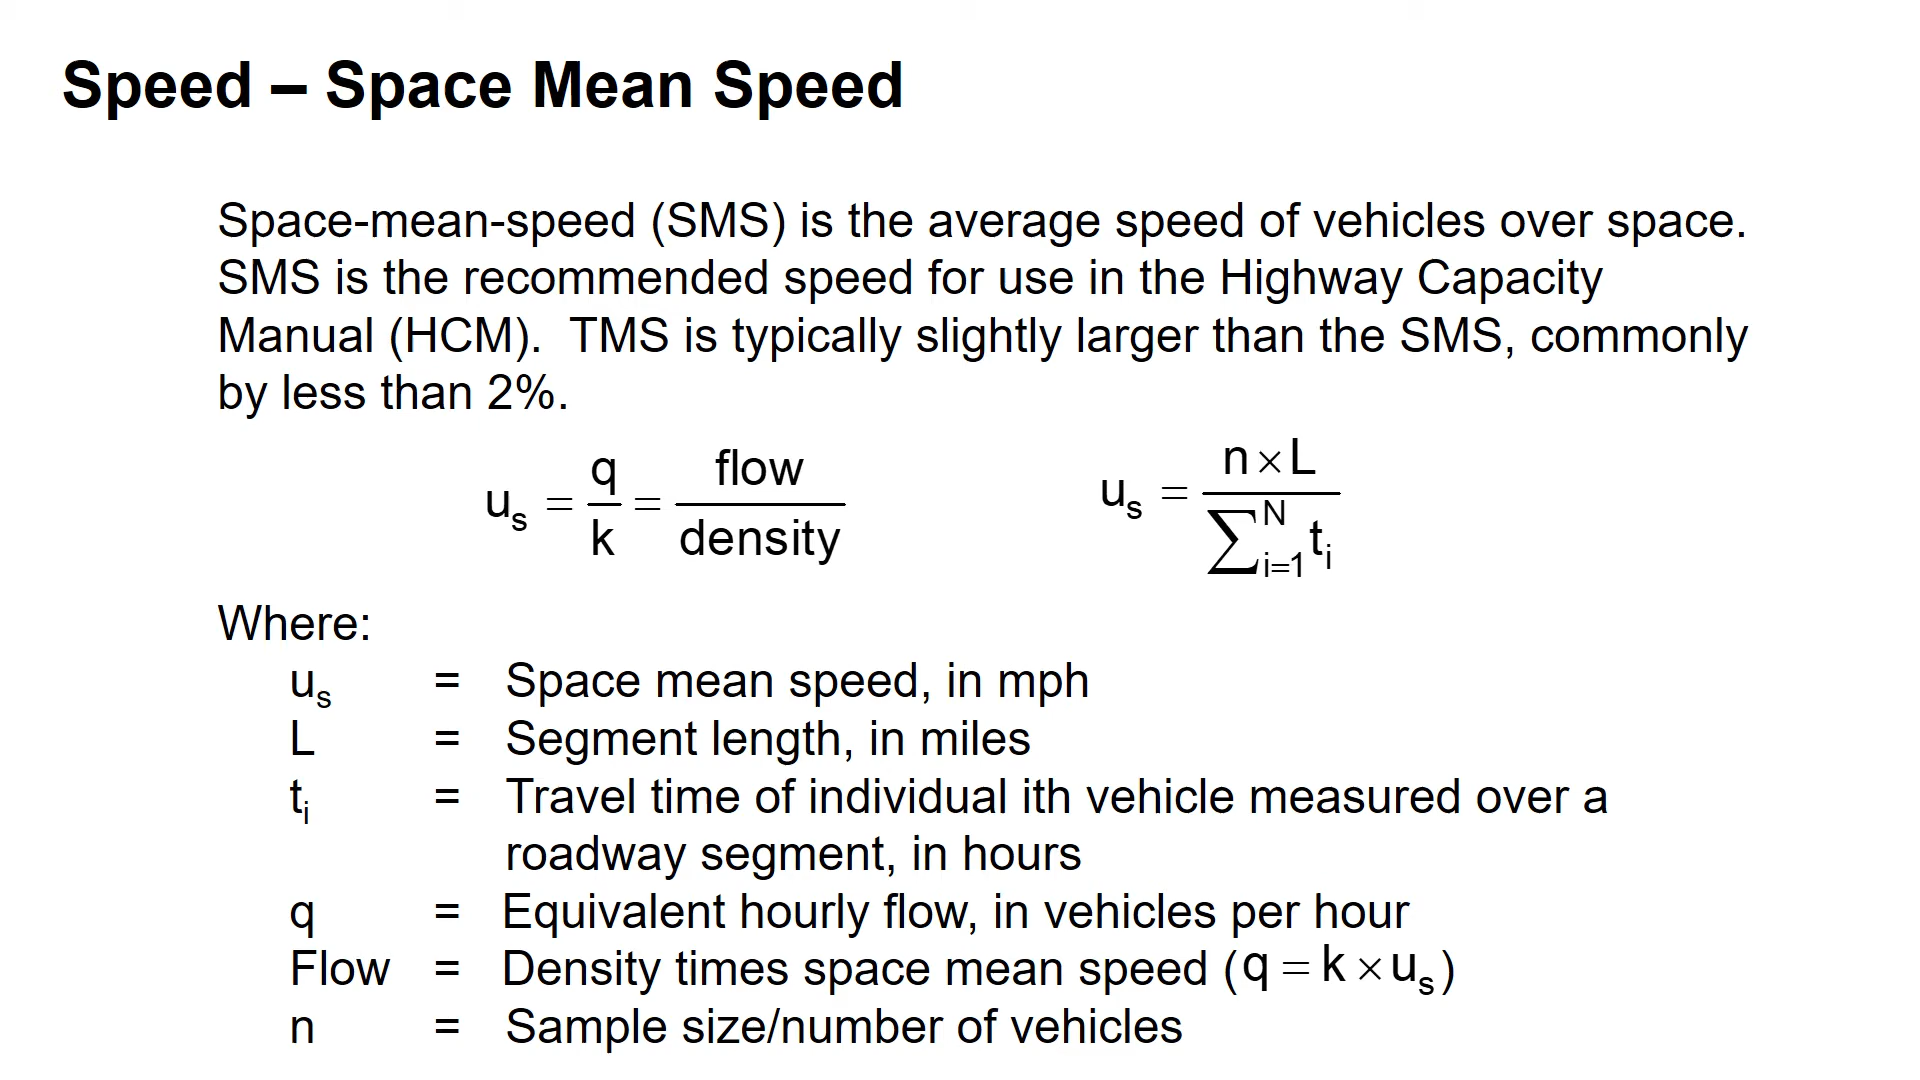 Speed – Space Mean Speed
Space-mean-speed (SMS) is the average speed of vehicles over space.
SMS is the recommended speed for use in the Highway Capacity
Manual (HCM).  TMS is typically slightly larger than the SMS, commonly
by less than 2%.
u_s = q/k = flow/density
u_s = (n × L)/(∑_{i=1}^{N} t_i)
Where:
u_s = Space mean speed, in mph
L = Segment length, in miles
t_i = Travel time of individual ith vehicle measured over a
roadway segment, in hours
q = Equivalent hourly flow, in vehicles per hour
Flow = Density times space mean speed (q = k × u_s)
n = Sample size/number of vehicles